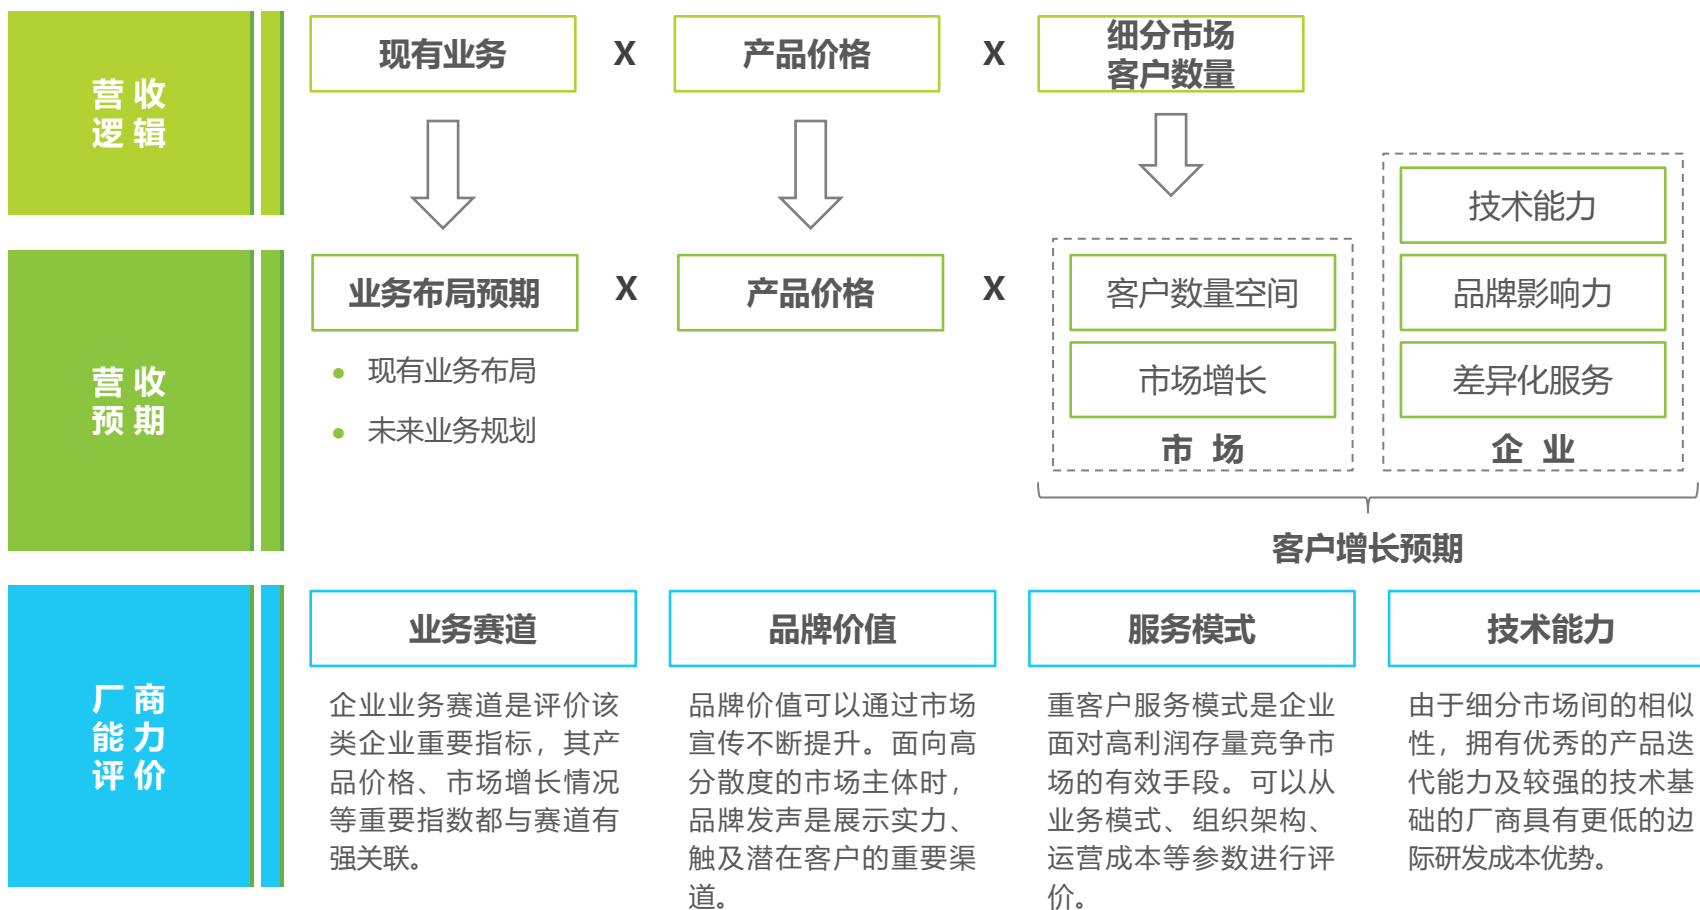 营 收
逻 辑
现有业务
X
产品价格
X
细分市场
客户数量
营 收
预 期
业务布局预期
X
产品价格
X
• 现有业务布局
• 未来业务规划
客户数量空间
市场增长
市 场
技术能力
品牌影响力
差异化服务
企 业
客户增长预期
厂 商
能 力
评 价
业务赛道
企业业务赛道是评价该
类企业重要指标，其产
品价格、市场增长情况
等重要指数都与赛道有
强关联。
品牌价值
品牌价值可以通过市场
宣传不断提升。面向高
分散度的市场主体时，
品牌发声是展示实力、
触及潜在客户的重要渠
道。
服务模式
重客户服务模式是企业
面对高利润存量竞争市
场的有效手段。可以从
业务模式、组织架构、
运营成本等参数进行评
价。
技术能力
由于细分市场间的相似
性，拥有优秀的产品迭
代能力及较强的技术基
础的厂商具有更低的边
际研发成本优势。